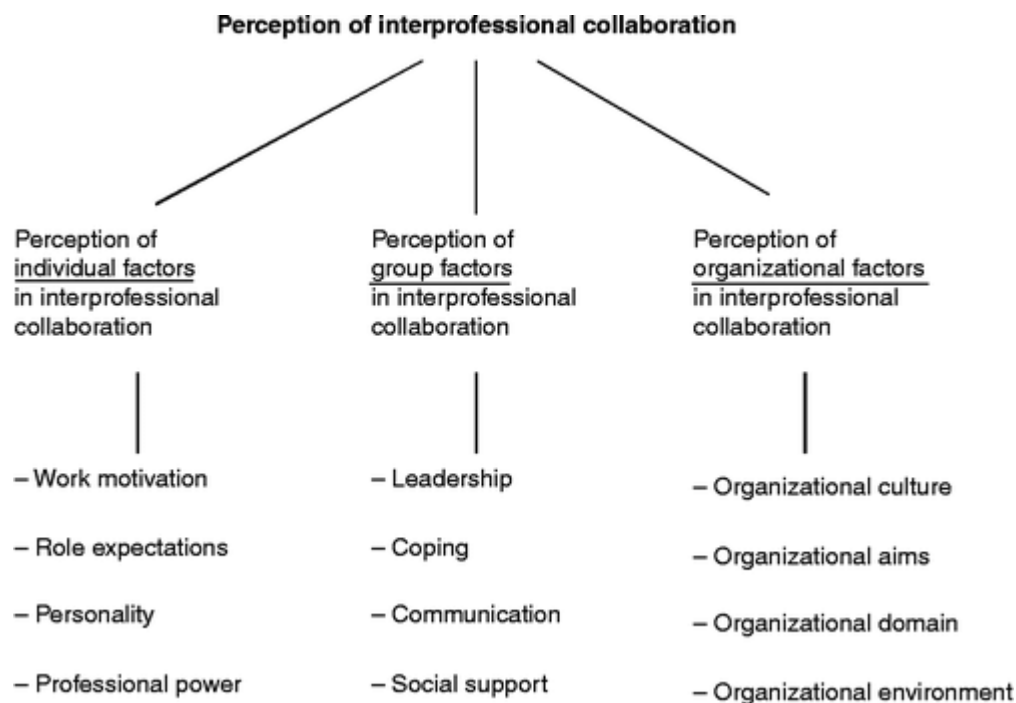 Perception of interprofessional collaboration
Perception of
individual factors
in interprofessional
collaboration
Perception of
group factors
in interprofessional
collaboration
Perception of
organizational factors
in interprofessional
collaboration
– Work motivation
– Role expectations
– Personality
– Professional power
– Leadership
– Coping
– Communication
– Social support
– Organizational culture
– Organizational aims
– Organizational domain
– Organizational environment